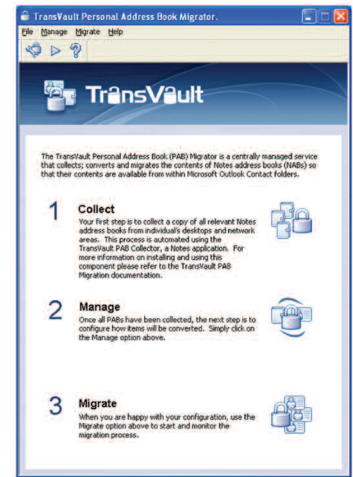 TransVault Personal Address Book Migrator.
File Manage Migrate Help
TransVault
The TransVault Personal Address Book (PAB) Migrator is a centrally managed service
that collects; converts and migrates the contents of Notes address books (NABs) so
that their contents are available from within Microsoft Outlook Contact folders.
1 Collect
Your first step is to collect a copy of all relevant Notes
address books from individual's desktops and network
areas. This process is automated using the
TransVault PAB Collector, a Notes application. For
more information on installing and using this
component please refer to the TransVault PAB
Migration documentation.
2 Manage
Once all PABs have been collected, the next step is to
configure how items will be converted. Simply click on
the Manage option above.
3 Migrate
When you are happy with your configuration, use the
Migrate option above to start and monitor the
migration process.